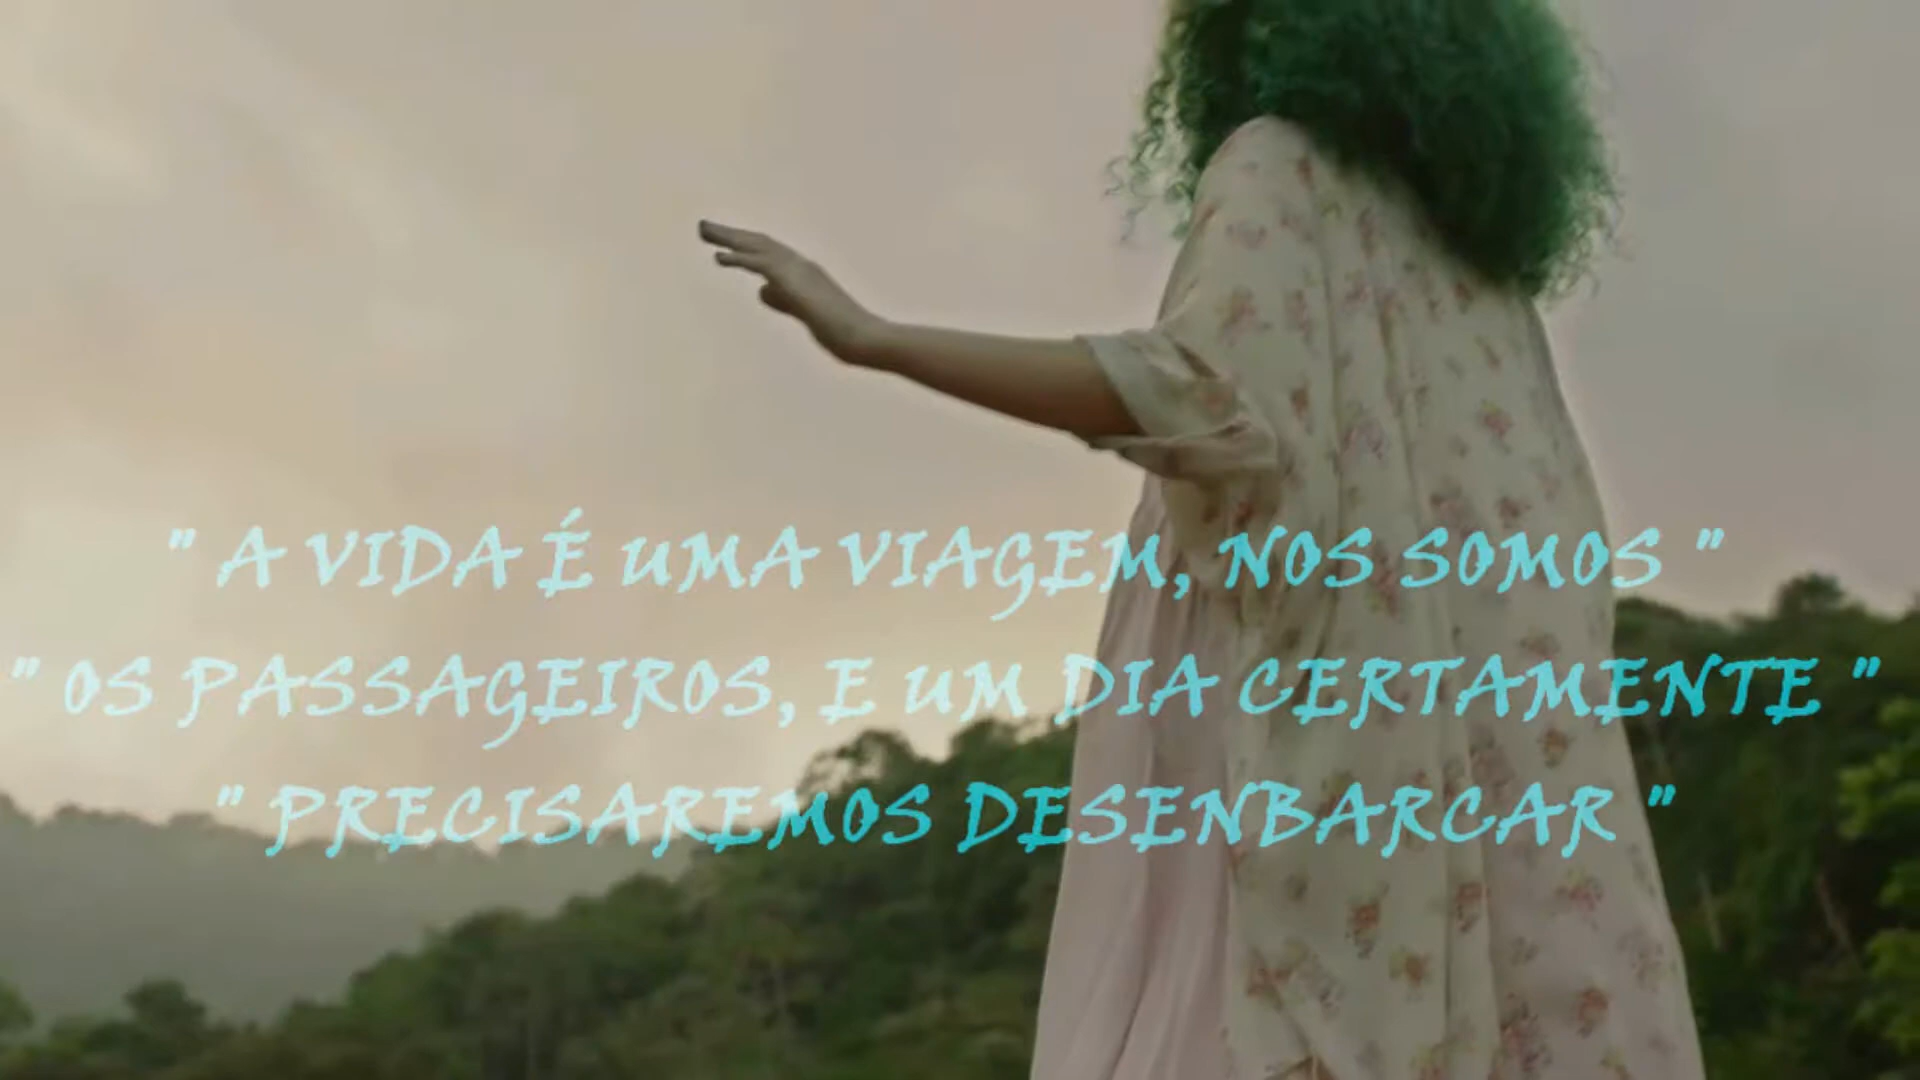 " A VIDA É UMA VIAGEM, NOS SOMOS "
" OS PASSAGEIROS, E UM DIA CERTAMENTE "
" PRECISAREMOS DESENBARCAR "